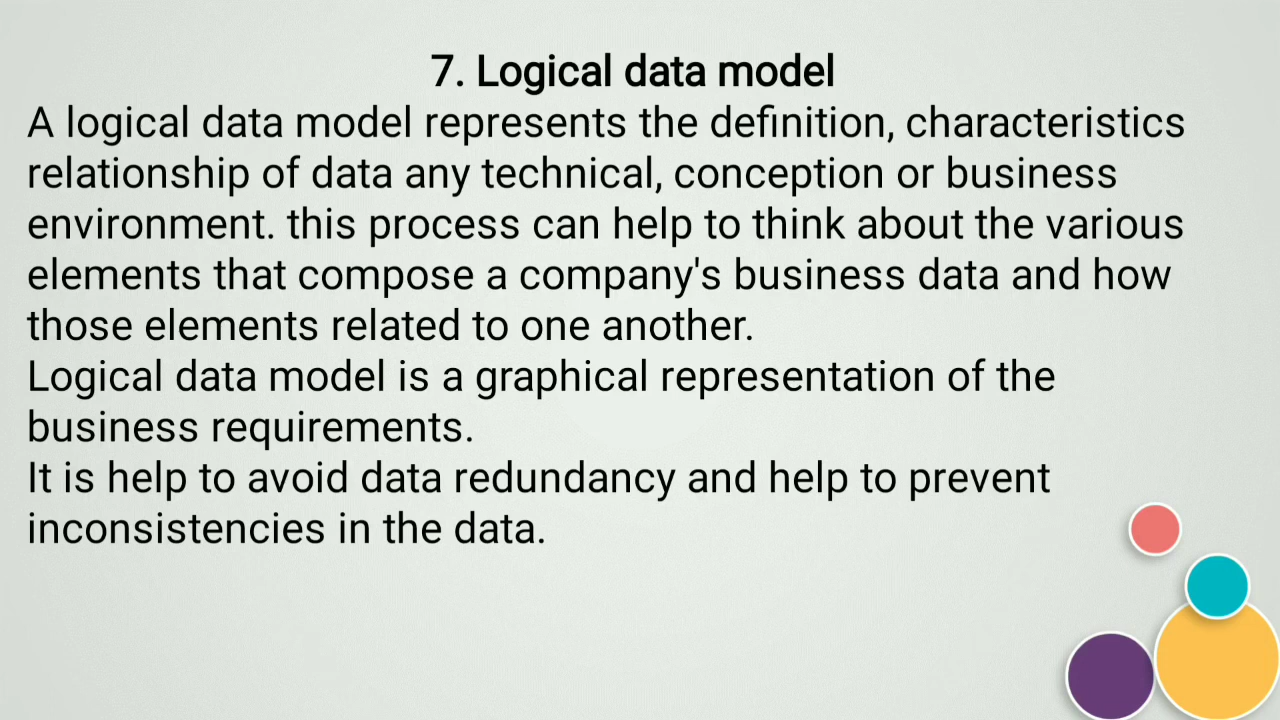 7. Logical data model
A logical data model represents the definition, characteristics
relationship of data any technical, conception or business
environment. this process can help to think about the various
elements that compose a company's business data and how
those elements related to one another.
Logical data model is a graphical representation of the
business requirements.
It is help to avoid data redundancy and help to prevent
inconsistencies in the data.